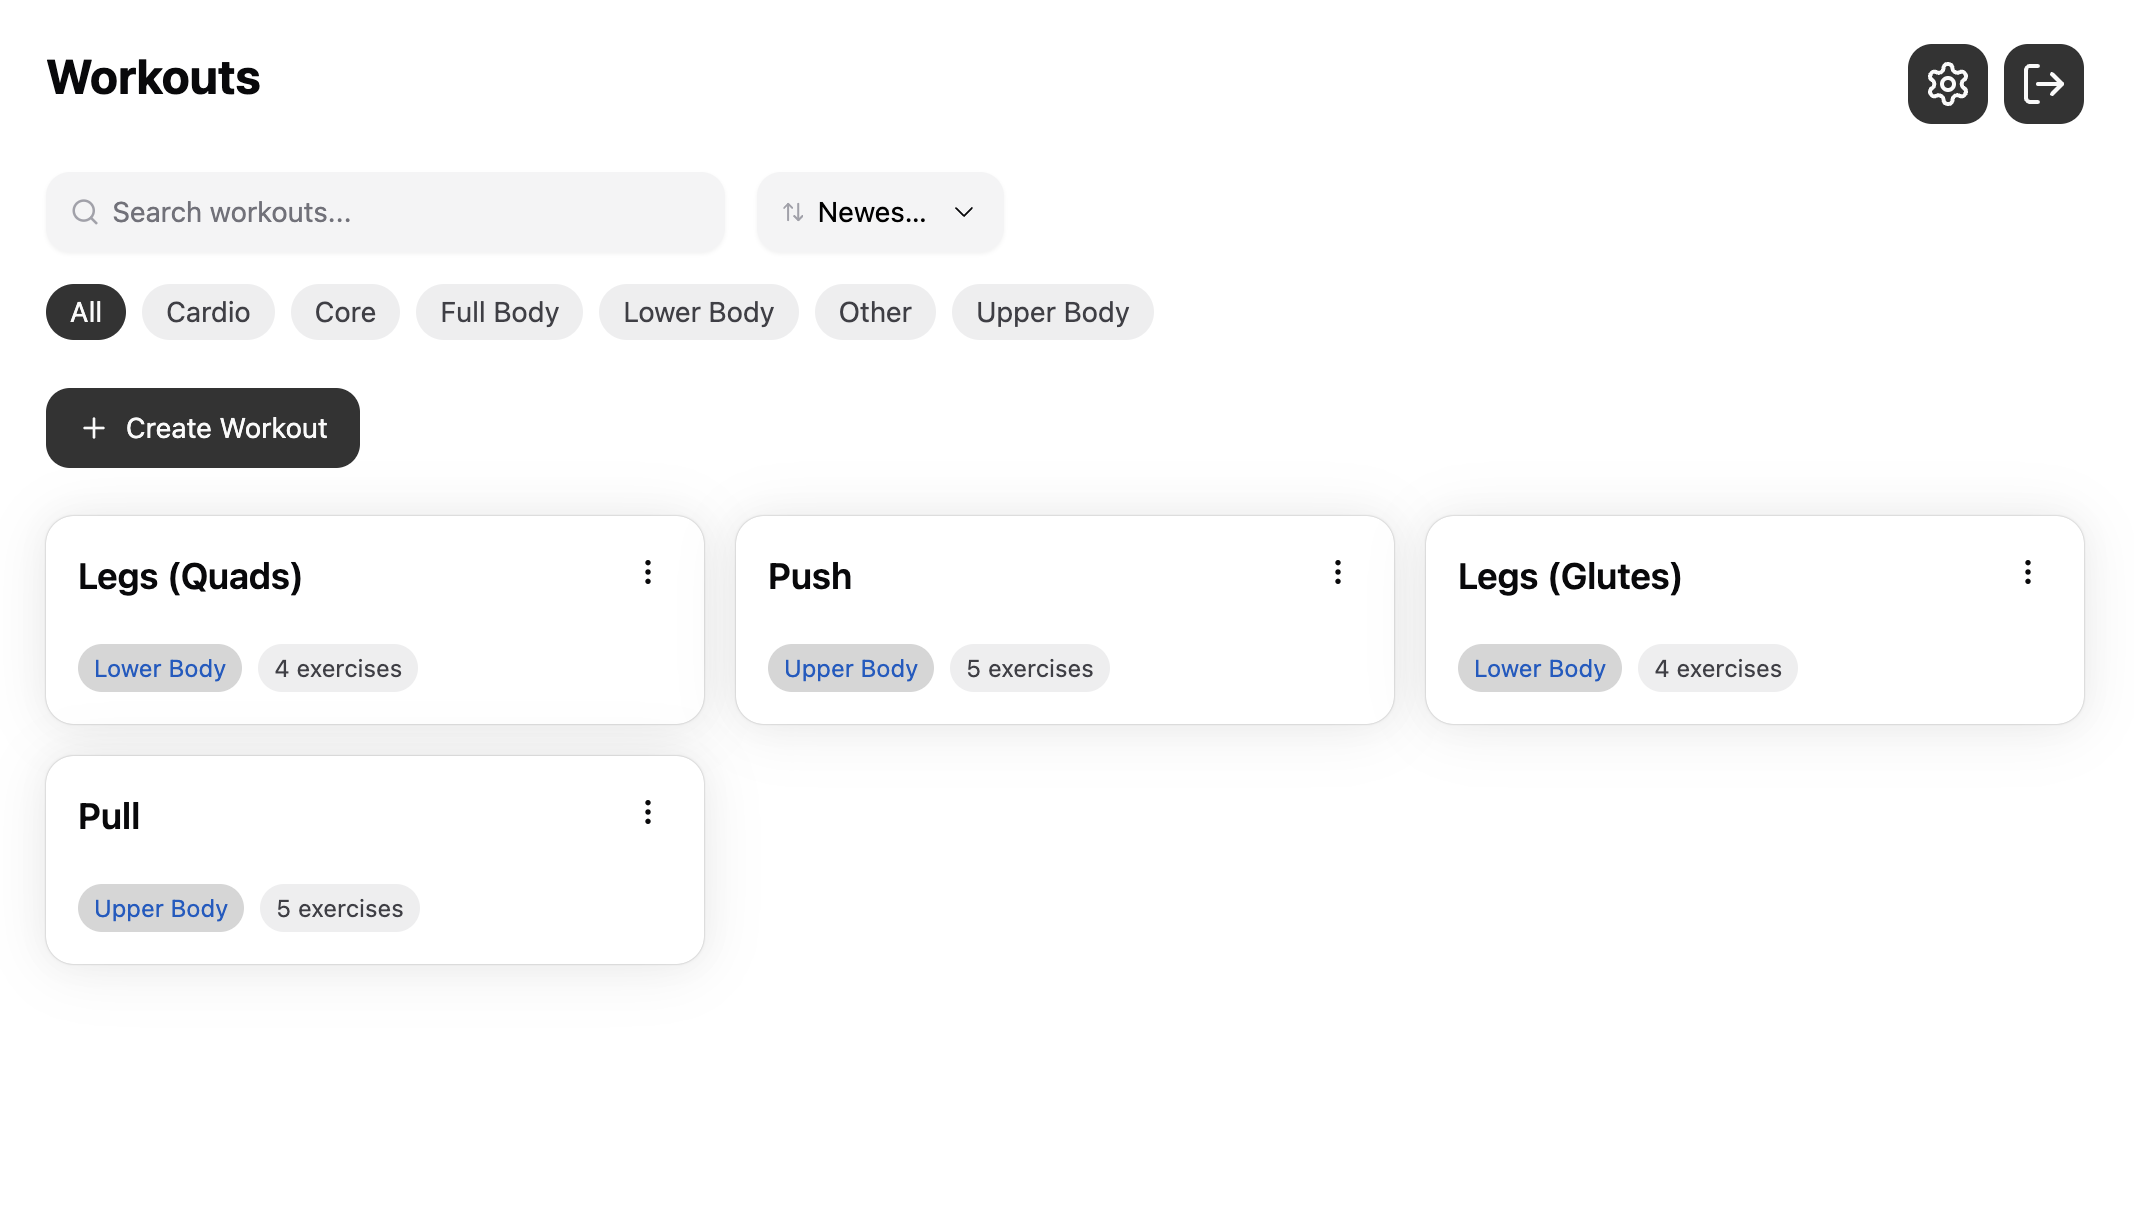 Workouts
Search workouts...
Newes...
All
Cardio
Core
Full Body
Lower Body
Other
Upper Body
Create Workout
Legs (Quads)
Lower Body
4 exercises
Push
Upper Body
5 exercises
Legs (Glutes)
Lower Body
4 exercises
Pull
Upper Body
5 exercises